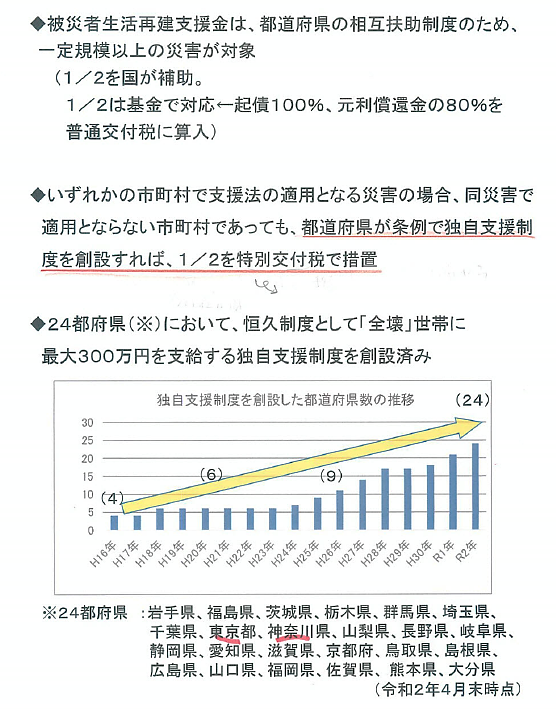 ◆被災者生活再建支援金は、都道府県の相互扶助制度のため、
一定規模以上の災害が対象
（1／2を国が補助。
1／2は基金で対応←起債100％、元利償還金の80％を
普通交付税に算入）
◆いずれかの市町村で支援法の適用となる災害の場合、同災害で
適用とならない市町村であっても、都道府県が条例で独自支援制
度を創設すれば、1／2を特別交付税で措置
◆24都府県（※）において、恒久制度として「全壊」世帯に
最大300万円を支給する独自支援制度を創設済み
独自支援制度を創設した都道府県数の推移
(24)
(6)
(9)
(4)
30
25
20
15
10
5
0
H16年 H17年 H18年 H19年 H20年 H21年 H22年 H23年 H24年 H25年 H26年 H27年 H28年 H29年 H30年 R1年 R2年
※24都府県 ：岩手県、福島県、茨城県、栃木県、群馬県、埼玉県、
千葉県、東京都、神奈川県、山梨県、長野県、岐阜県、
静岡県、愛知県、滋賀県、京都府、鳥取県、島根県、
広島県、山口県、福岡県、佐賀県、熊本県、大分県
（令和2年4月末時点）